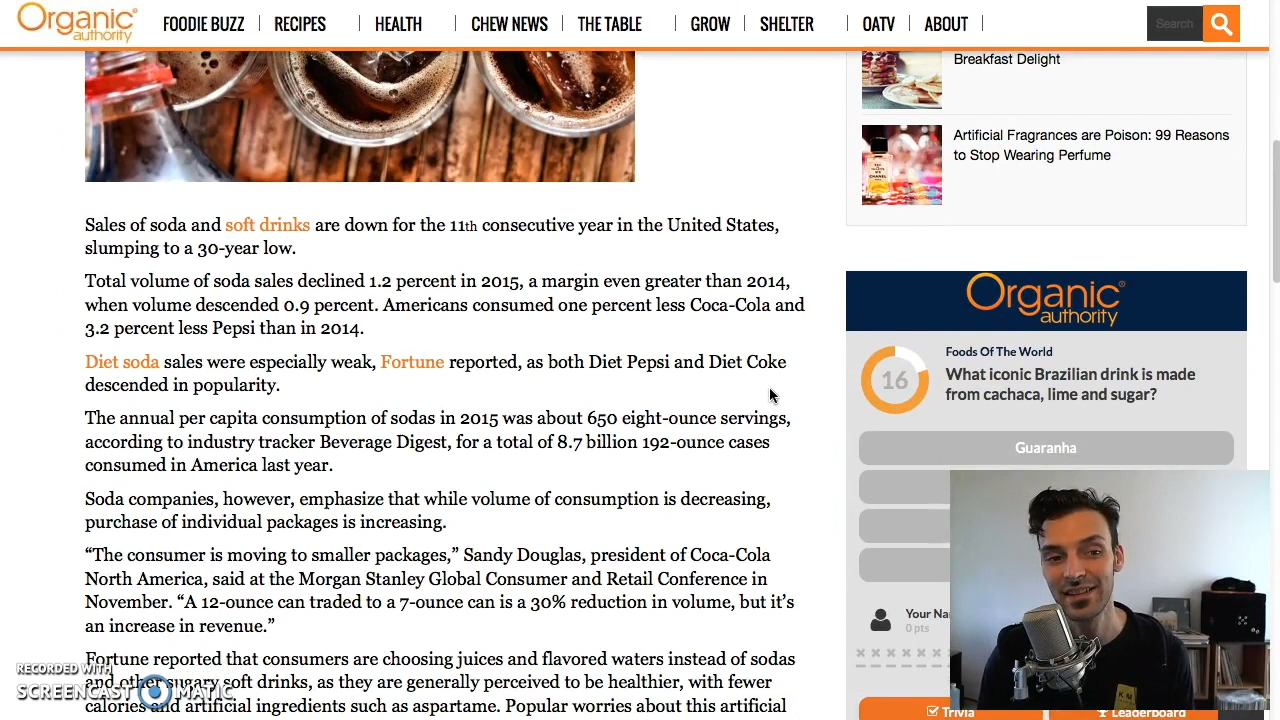 Organic
authority
FOODIE BUZZ
RECIPES
HEALTH
CHEW NEWS
THE TABLE
GROW
SHELTER
OATV
ABOUT
Search
Breakfast Delight
Artificial Fragrances are Poison: 99 Reasons
to Stop Wearing Perfume
Sales of soda and soft drinks are down for the 11th consecutive year in the United States,
slumping to a 30-year low.
Total volume of soda sales declined 1.2 percent in 2015, a margin even greater than 2014,
when volume descended 0.9 percent. Americans consumed one percent less Coca-Cola and
3.2 percent less Pepsi than in 2014.
Diet soda sales were especially weak, Fortune reported, as both Diet Pepsi and Diet Coke
descended in popularity.
The annual per capita consumption of sodas in 2015 was about 650 eight-ounce servings,
according to industry tracker Beverage Digest, for a total of 8.7 billion 192-ounce cases
consumed in America last year.
Soda companies, however, emphasize that while volume of consumption is decreasing,
purchase of individual packages is increasing.
“The consumer is moving to smaller packages,” Sandy Douglas, president of Coca-Cola
North America, said at the Morgan Stanley Global Consumer and Retail Conference in
November. “A 12-ounce can traded to a 7-ounce can is a 30% reduction in volume, but it’s
an increase in revenue.”
Fortune reported that consumers are choosing juices and flavored waters instead of sodas
and other sugary soft drinks, as they are generally perceived to be healthier, with fewer
calories and artificial ingredients such as aspartame. Popular worries about this artificial
Organic
authority
Foods Of The World
16
What iconic Brazilian drink is made
from cachaca, lime and sugar?
Guaranha
Your Na
0 pts
Trivia
Leaderboard
RECORDED WITH
SCREENCAST MATIC